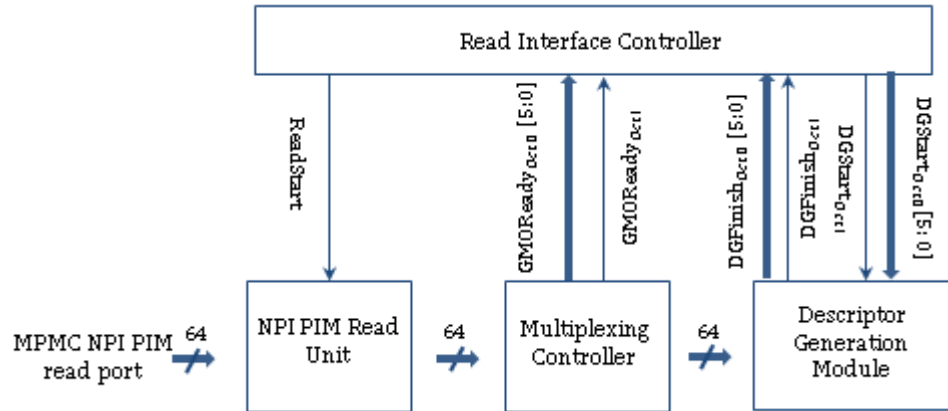 Read Interface Controller
ReadStart
GMOReady_Oct0 [5:0]
GMOReady_Oct1
DGFinish_Oct0 [5:0]
DGFinish_Oct1
DGStart_Oct1
DGStart_Oct0 [5:0]
MPMC NPI PIM
read port
64
NPI PIM Read
Unit
64
Multiplexing
Controller
64
Descriptor
Generation
Module